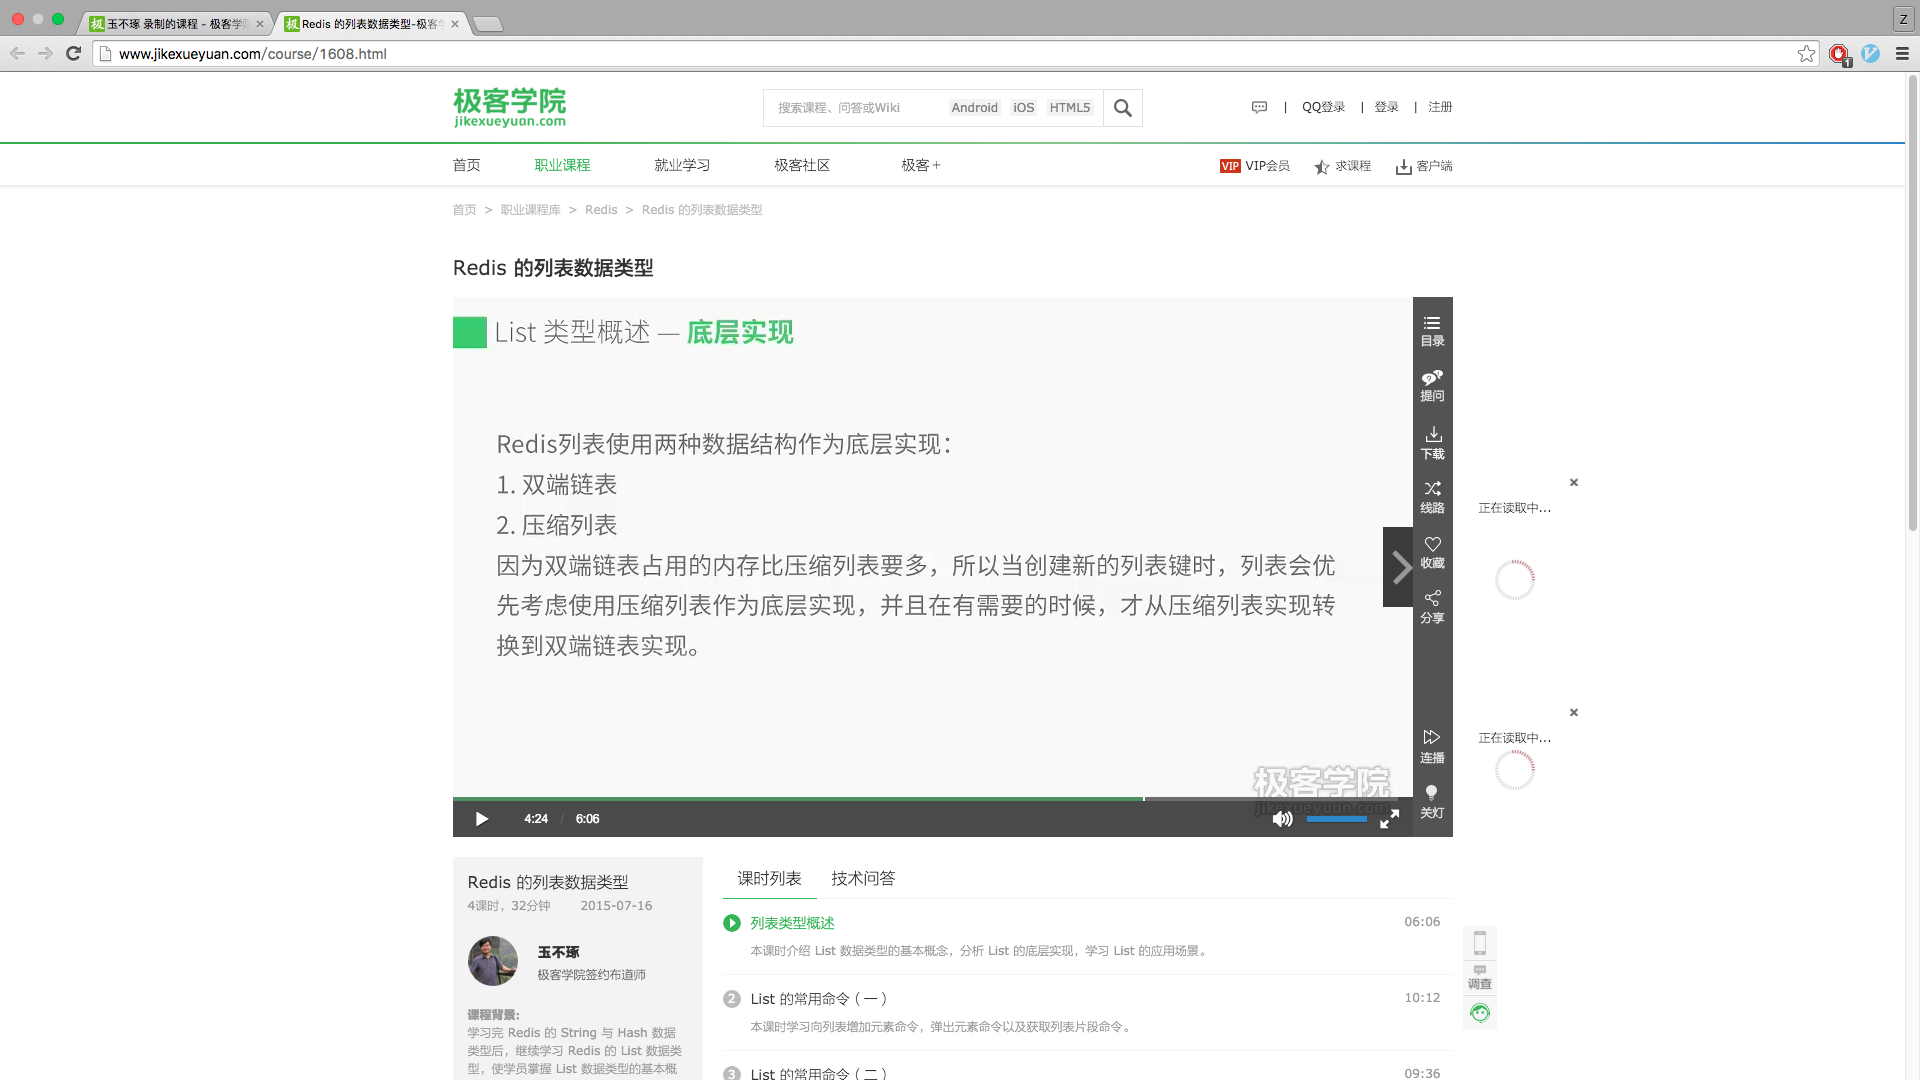 玉不琢 录制的课程 - 极客学院
Redis 的列表数据类型-极客学
Z
www.jikexueyuan.com/course/1608.html
极客学院
jikexueyuan.com
搜索课程、问答或Wiki Android iOS HTML5
QQ登录 | 登录 | 注册
首页 职业课程 就业学习 极客社区 极客+
VIP VIP会员 求课程 客户端
首页 > 职业课程库 > Redis > Redis 的列表数据类型
Redis 的列表数据类型
List 类型概述 — 底层实现
Redis列表使用两种数据结构作为底层实现：
1. 双端链表
2. 压缩列表
因为双端链表占用的内存比压缩列表要多，所以当创建新的列表键时，列表会优
先考虑使用压缩列表作为底层实现，并且在有需要的时候，才从压缩列表实现转
换到双端链表实现。
极客学院
jikexueyuan.com
4:24 / 6:06
目录
提问
下载
线路
收藏
分享
连播
关灯
正在读取中...
正在读取中...
Redis 的列表数据类型
4课时，32分钟 2015-07-16
玉不琢
极客学院签约布道师
课程背景：
学习完 Redis 的 String 与 Hash 数据
类型后，继续学习 Redis 的 List 数据类
型，使学员掌握 List 数据类型的基本概
课时列表 技术问答
列表类型概述 06:06
本课时介绍 List 数据类型的基本概念，分析 List 的底层实现，学习 List 的应用场景。
2 List 的常用命令（一） 10:12
本课时学习向列表增加元素命令，弹出元素命令以及获取列表片段命令。
3 List 的常用命令（二） 09:36
调查